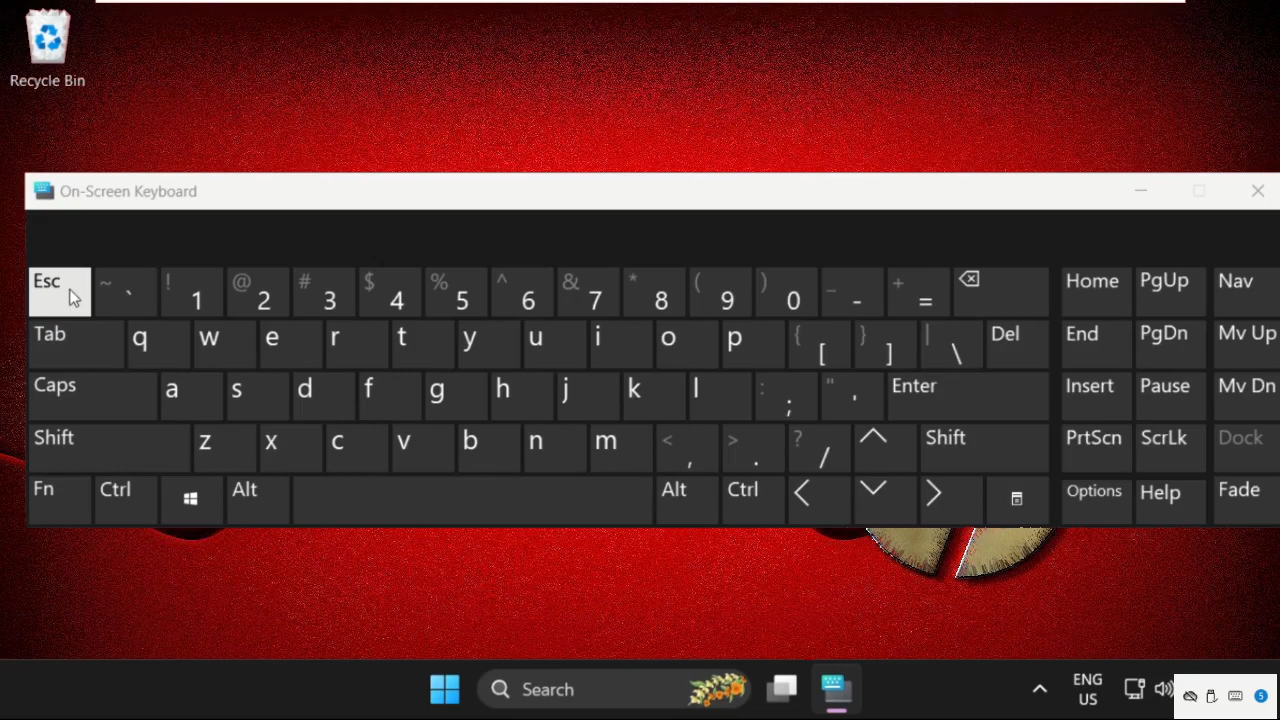 Recycle Bin
On-Screen Keyboard
Esc ~ ` ! 1 @ 2 # 3 $ 4 % 5 ^ 6 & 7 * 8 ( 9 ) 0 _ - + = Home PgUp Nav
Tab q w e r t y u i o p { [ } ] | \ Del End PgDn Mv Up
Caps a s d f g h j k l : ; " ' Enter Insert Pause Mv Dn
Shift z x c v b n m < , > . ? / Shift PrtScn ScrLk Dock
Fn Ctrl Alt Alt Ctrl Options Help Fade
Search
ENG
US
5